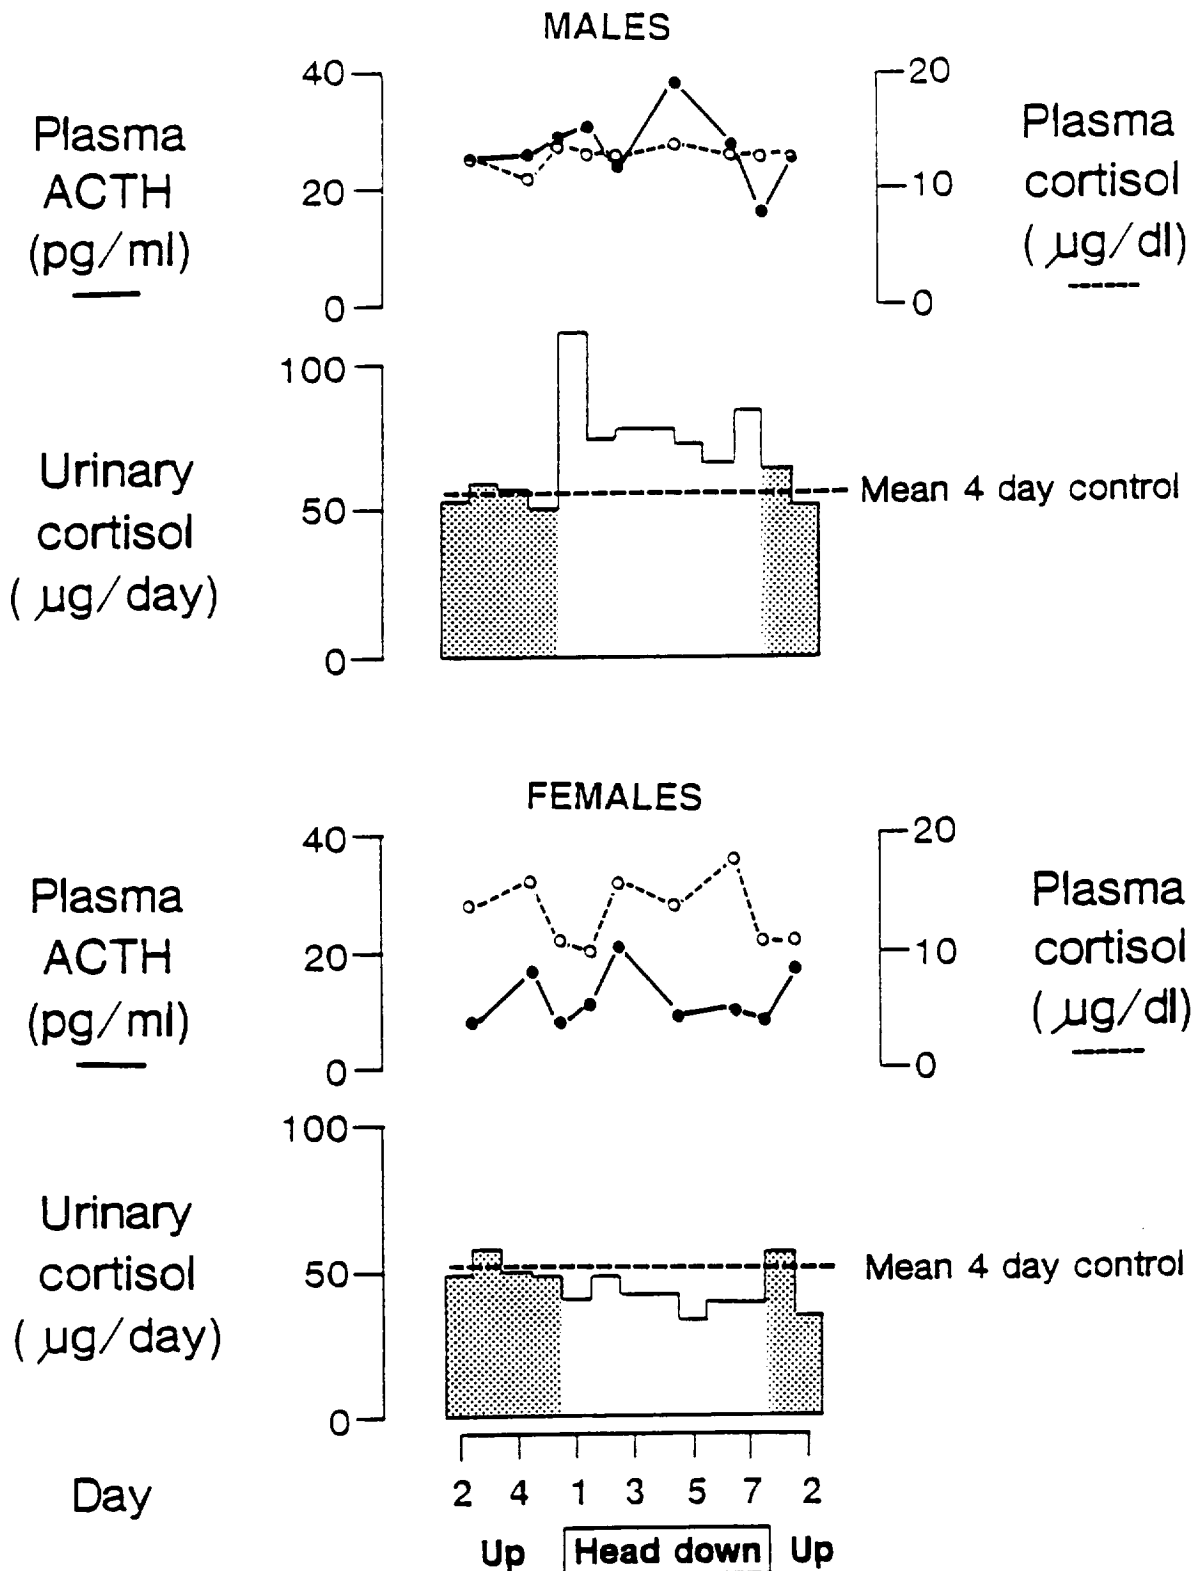 MALES
Plasma
ACTH
(pg/ml)
40
20
0
20
10
0
Plasma
cortisol
( µg/dl)
Urinary
cortisol
( µg/day)
100
50
0
Mean 4 day control
FEMALES
Plasma
ACTH
(pg/ml)
40
20
0
20
10
0
Plasma
cortisol
( µg/dl)
Urinary
cortisol
( µg/day)
100
50
0
Mean 4 day control
Day
2 4 1 3 5 7 2
Up Head down Up